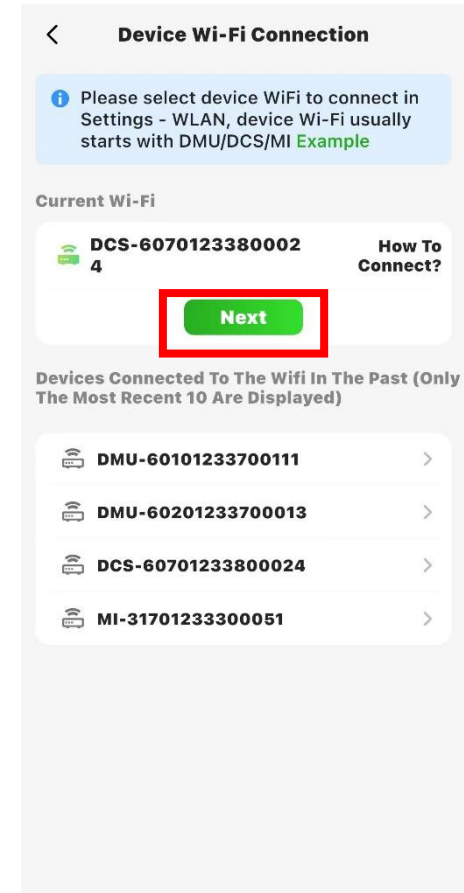 Device Wi-Fi Connection
Please select device WiFi to connect in
Settings - WLAN, device Wi-Fi usually
starts with DMU/DCS/MI Example
Current Wi-Fi
DCS-6070123380002
4
How To
Connect?
Next
Devices Connected To The Wifi In The Past (Only
The Most Recent 10 Are Displayed)
DMU-60101233700111
DMU-60201233700013
DCS-60701233800024
MI-31701233300051